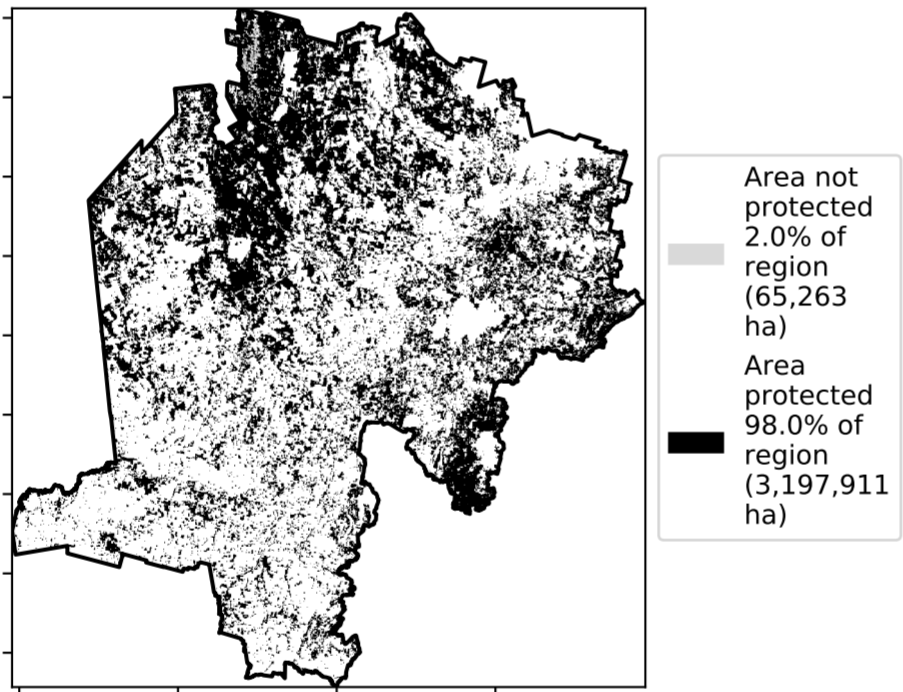 Area not
protected
2.0% of
region
(65,263
ha)
Area
protected
98.0% of
region
(3,197,911
ha)